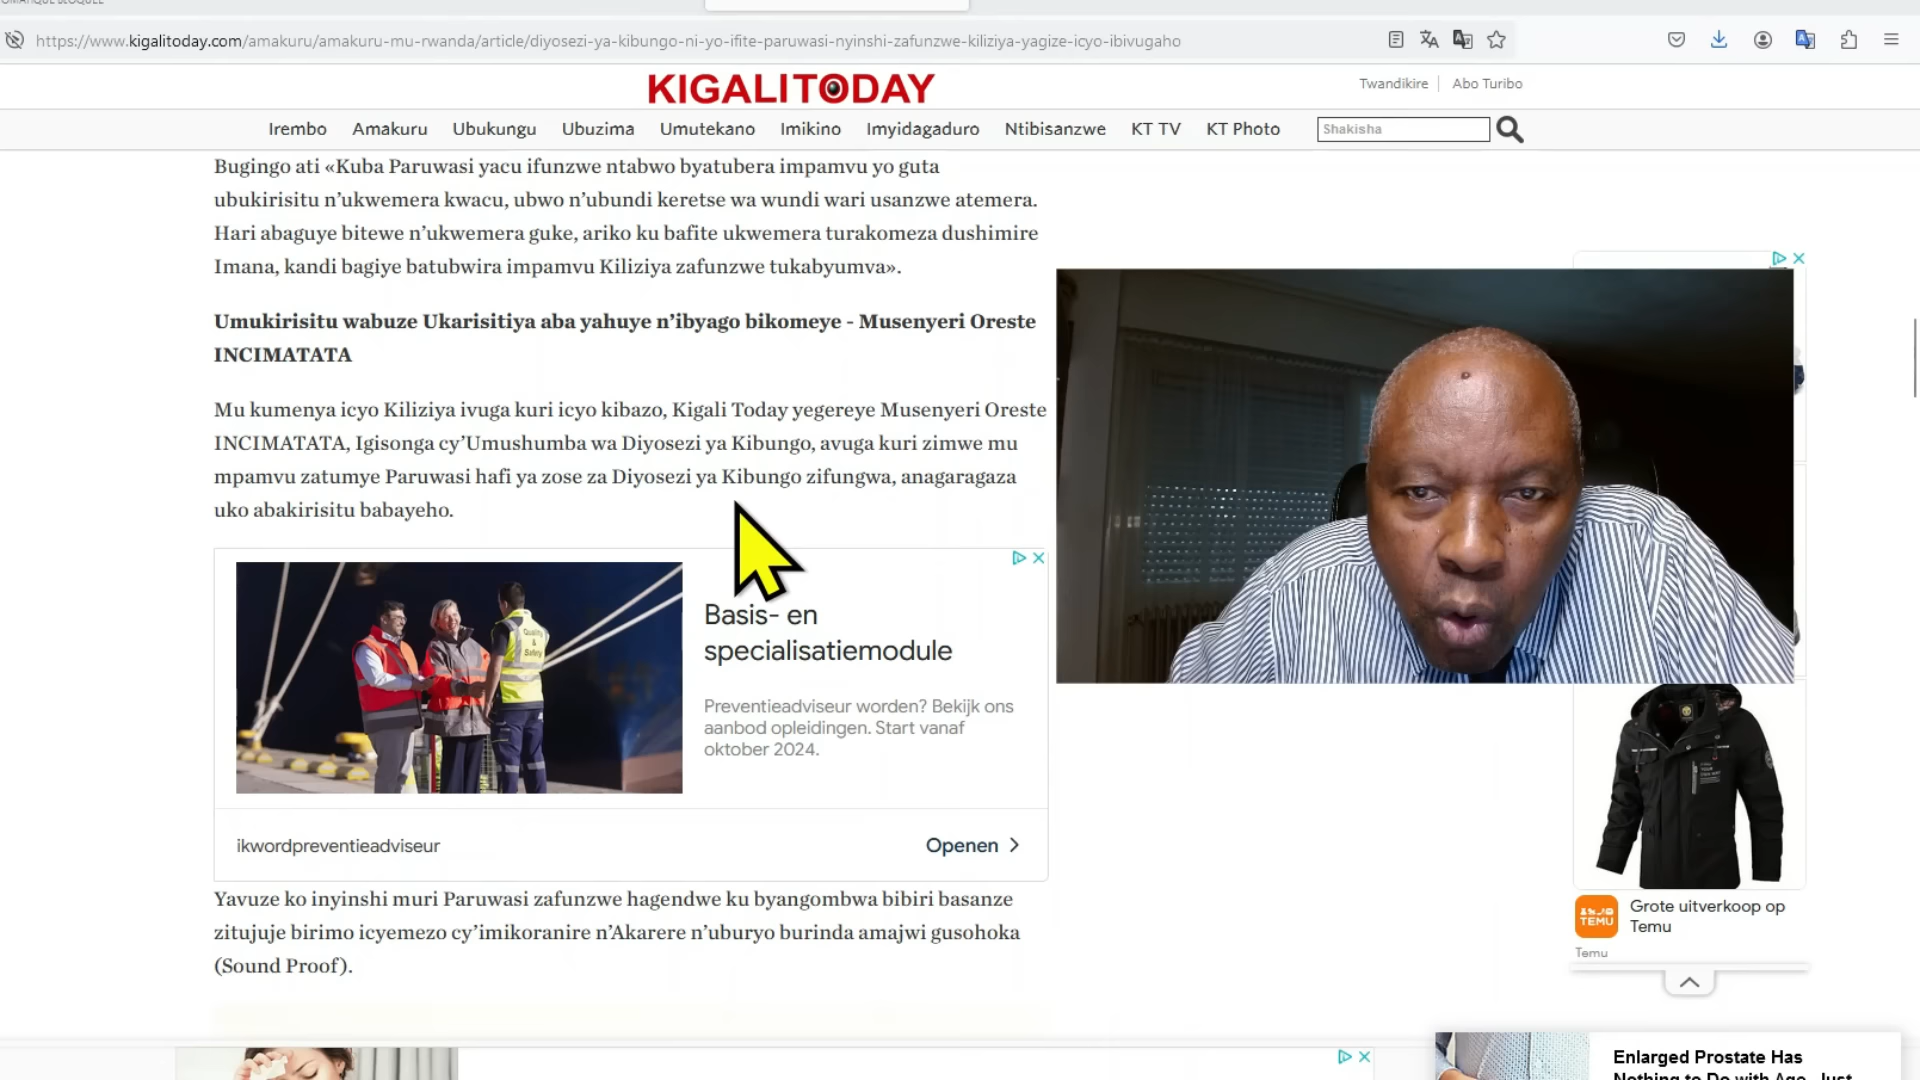 https://www.kigalitoday.com/amakuru/amakuru-mu-rwanda/article/diyosezi-ya-kibungo-ni-yo-ifite-paruwasi-nyinshi-zafunzwe-kiliziya-yagize-icyo-ibivugaho
KIGALITODAY
Twandikire
Abo Turibo
Irembo Amakuru Ubukungu Ubuzima Umutekano Imikino Imyidagaduro Ntibisanzwe KT TV KT Photo
Shakisha
Bugingo ati «Kuba Paruwasi yacu ifunzwe ntabwo byatubera impamvu yo guta
ubukirisitu n’ukwemera kwacu, ubwo n’ubundi keretse wa wundi wari usanzwe atemera.
Hari abaguye bitewe n’ukwemera guke, ariko ku bafite ukwemera turakomeza dushimire
Imana, kandi bagiye batubwira impamvu Kiliziya zafunzwe tukabyumva».
Umukirisitu wabuze Ukarisitiya aba yahuye n’ibyago bikomeye - Musenyeri Oreste
INCIMATATA
Mu kumenya icyo Kiliziya ivuga kuri icyo kibazo, Kigali Today yegereye Musenyeri Oreste
INCIMATATA, Igisonga cy’Umushumba wa Diyosezi ya Kibungo, avuga kuri zimwe mu
mpamvu zatumye Paruwasi hafi ya zose za Diyosezi ya Kibungo zifungwa, anagaragaza
uko abakirisitu babayeho.
Quality
&
Safety
Basis- en
specialisatiemodule
Preventieadviseur worden? Bekijk ons
aanbod opleidingen. Start vanaf
oktober 2024.
ikwordpreventieadviseur
Openen
Yavuze ko inyinshi muri Paruwasi zafunzwe hagendwe ku byangombwa bibiri basanze
zitujuje birimo icyemezo cy’imikoranire n’Akarere n’uburyo burinda amajwi gusohoka
(Sound Proof).
TEMU
Grote uitverkoop op
Temu
Temu
Enlarged Prostate Has
Nothing to Do with Age. Just